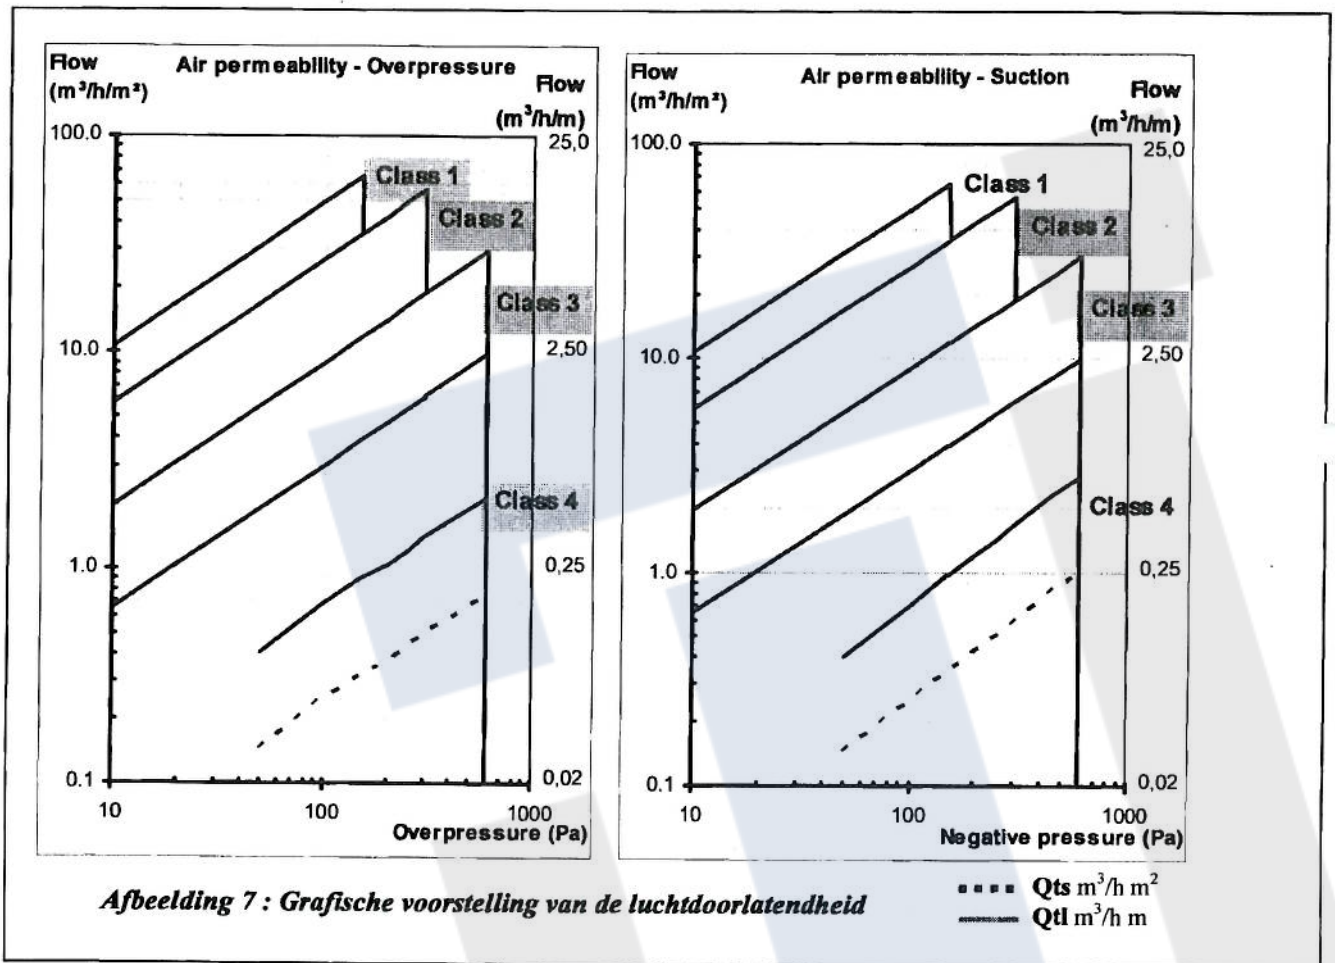 Flow
(m³/h/m²)
Air permeability - Overpressure
Flow
(m³/h/m)
100.0
25,0
Class 1
Class 2
Class 3
10.0
2,50
Class 4
1.0
0,25
0.1
0,02
10
100
1000
Overpressure (Pa)
Flow
(m³/h/m²)
Air permeability - Suction
Flow
(m³/h/m)
100.0
25,0
Class 1
Class 2
Class 3
10.0
2,50
Class 4
1.0
0,25
0.1
0,02
10
100
1000
Negative pressure (Pa)
Afbeelding 7 : Grafische voorstelling van de luchtdoorlatendheid
Qts m³/h m²
Qtl m³/h m